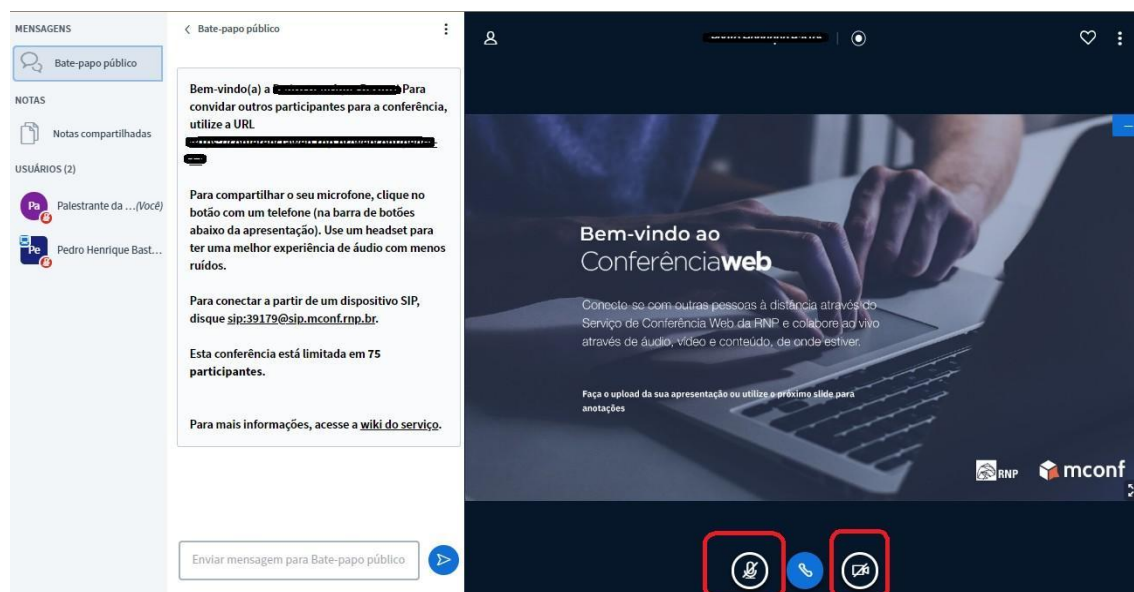 MENSAGENS
Bate-papo público
NOTAS
Notas compartilhadas
USUÁRIOS (2)
Pa
Palestrante da ...(Você)
Pe
Pedro Henrique Bast...
Bate-papo público
Bem-vindo(a) a
Para
convidar outros participantes para a conferência,
utilize a URL
Para compartilhar o seu microfone, clique no
botão com um telefone (na barra de botões
abaixo da apresentação). Use um headset para
ter uma melhor experiência de áudio com menos
ruídos.
Para conectar a partir de um dispositivo SIP,
disque sip:39179@sip.mconf.rnp.br.
Esta conferência está limitada em 75
participantes.
Para mais informações, acesse a wiki do serviço.
Enviar mensagem para Bate-papo público
Bem-vindo ao
Conferênciaweb
Conecte-se com outras pessoas à distância através do
Serviço de Conferência Web da RNP e colabore ao vivo
através de áudio, vídeo e conteúdo, de onde estiver.
Faça o upload da sua apresentação ou utilize o próximo slide para
anotações
RNP
mconf